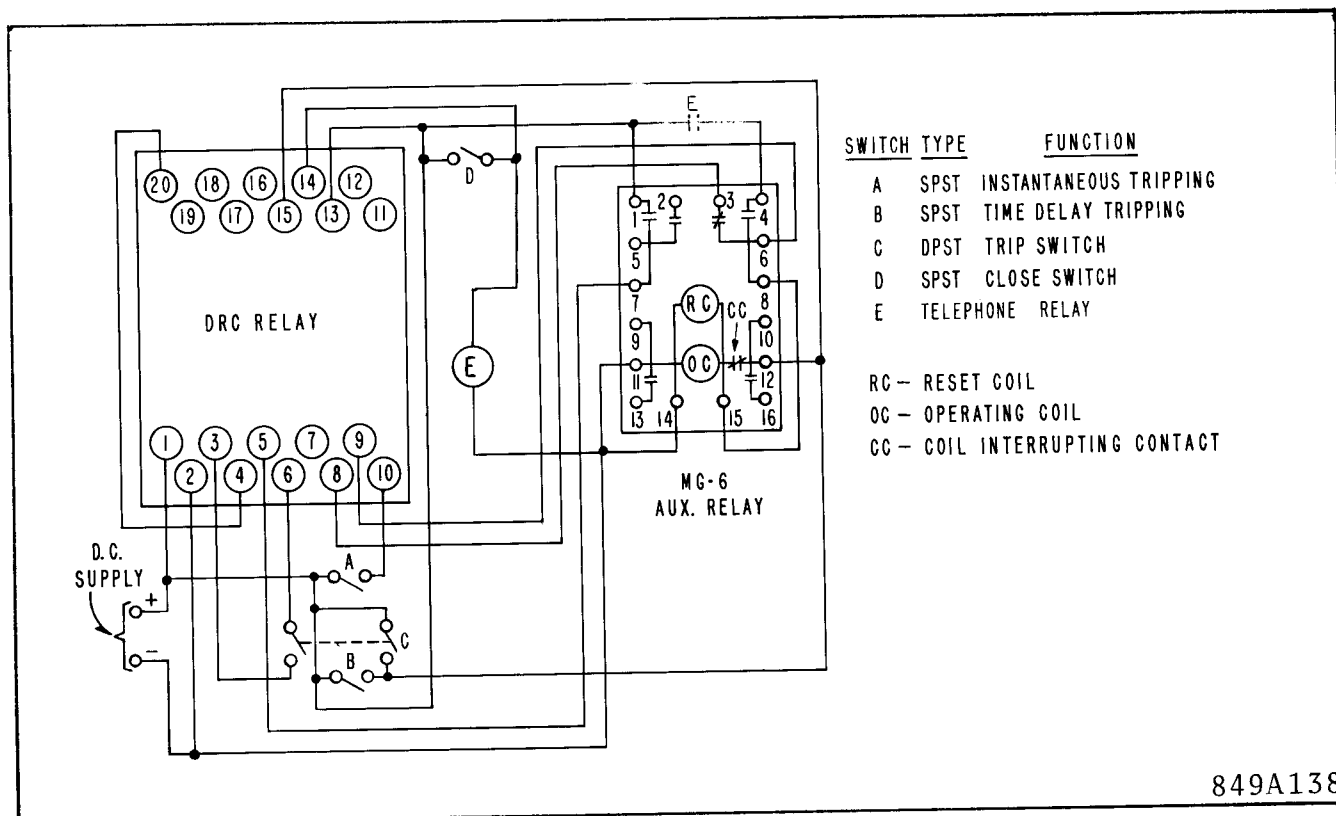 E
20 18 16 14 12
19 17 15 13 11
D
DRC RELAY
E
1 3 5 7 9
2 4 6 8 10
1 2 3 4
5 6
7 8
RC CC
9 10
OC
11 12
13 14 15 16
MG-6
AUX. RELAY
SWITCH TYPE FUNCTION
A SPST INSTANTANEOUS TRIPPING
B SPST TIME DELAY TRIPPING
C DPST TRIP SWITCH
D SPST CLOSE SWITCH
E TELEPHONE RELAY
RC – RESET COIL
OC – OPERATING COIL
CC – COIL INTERRUPTING CONTACT
D.C.
SUPPLY
+
–
A
C
B
849A138